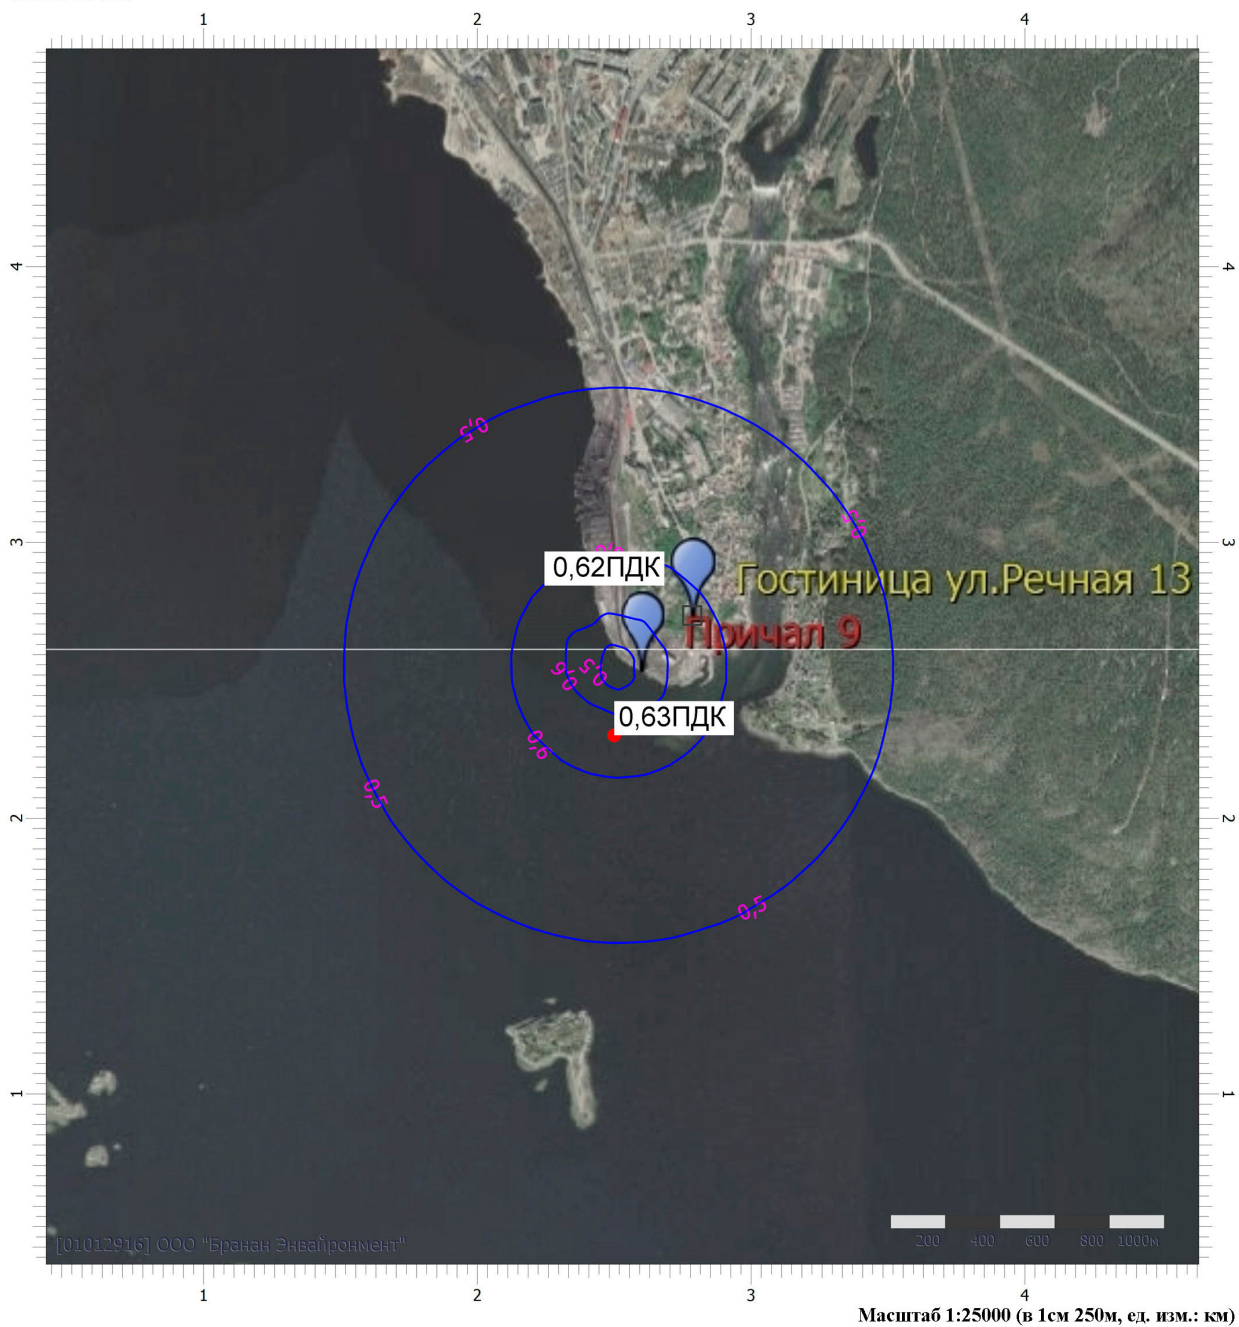 1 2 3 4
4 4
0,5
3 3
0,5
0,62ПДК
Гостиница ул.Речная 13
Причал 9
0,6 0,5
0,63ПДК
0,6
2 2
0,5
0,5
1 1
200 400 600 800 1000м
[01012916] ООО "Бранан Энвайронмент"
1 2 3 4
Масштаб 1:25000 (в 1см 250м, ед. изм.: км)